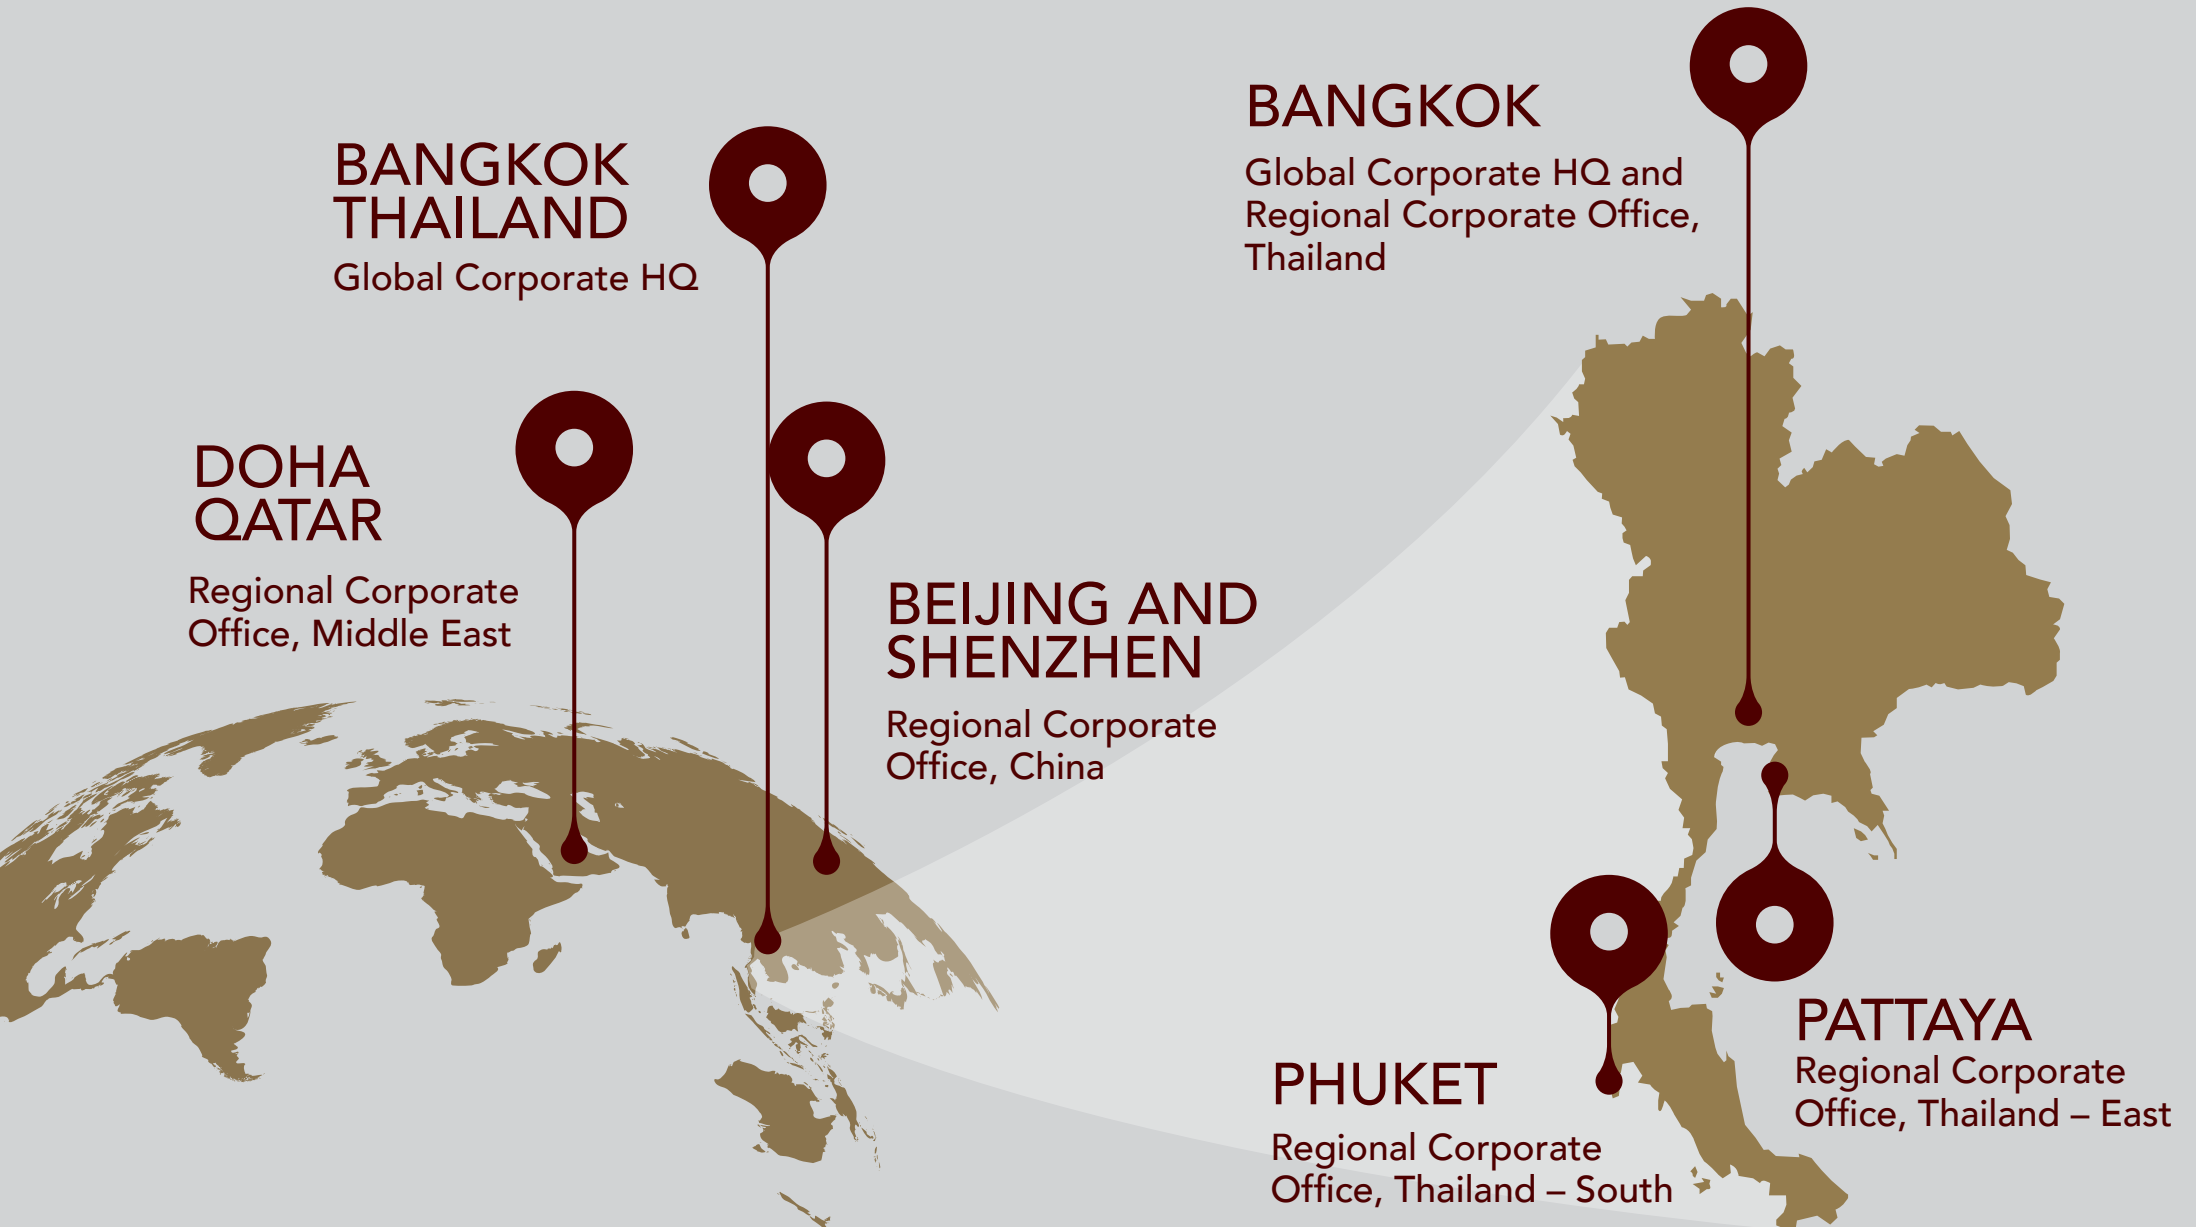 BANGKOK
THAILAND
Global Corporate HQ
DOHA
QATAR
Regional Corporate
Office, Middle East
BEIJING AND
SHENZHEN
Regional Corporate
Office, China
BANGKOK
Global Corporate HQ and
Regional Corporate Office,
Thailand
PHUKET
Regional Corporate
Office, Thailand – South
PATTAYA
Regional Corporate
Office, Thailand – East